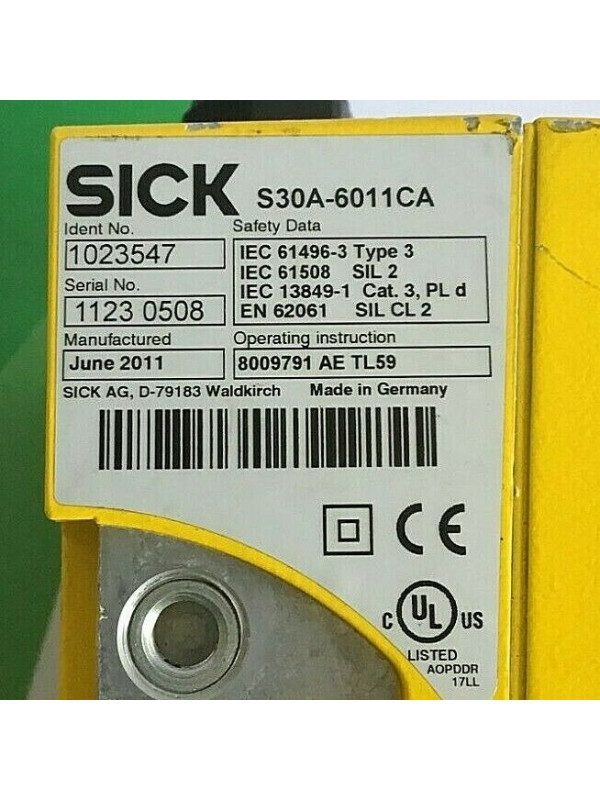 SICK S30A-6011CA
Ident No.
1023547
Serial No.
1123 0508
Manufactured
June 2011
Safety Data
IEC 61496-3 Type 3
IEC 61508 SIL 2
IEC 13849-1 Cat. 3, PL d
EN 62061 SIL CL 2
Operating instruction
8009791 AE TL59
SICK AG, D-79183 Waldkirch Made in Germany
CE
C UL US
LISTED
AOPDDR
17LL